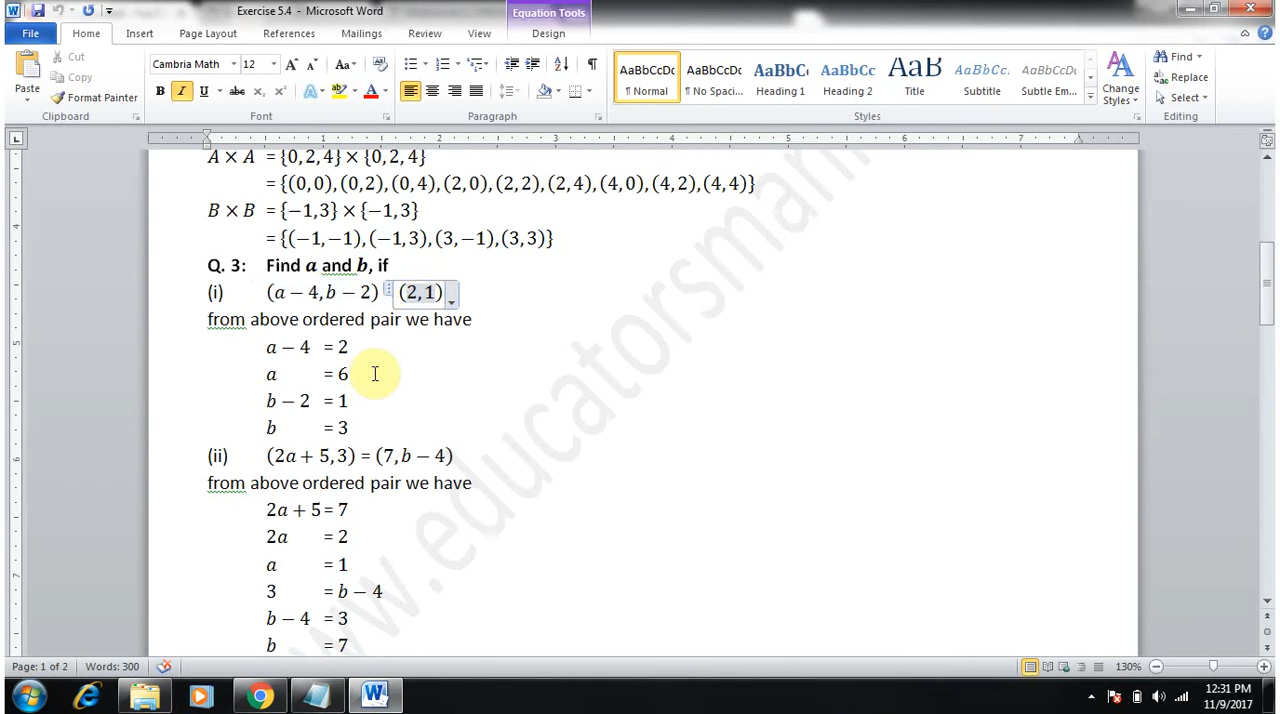 Exercise 5.4 - Microsoft Word
Equation Tools
File Home Insert Page Layout References Mailings Review View Design
Paste
Cut
Copy
Format Painter
Clipboard
Cambria Math 12
Font
Paragraph
AaBbCcDc AaBbCcDc AaBbC AaBbCc AaB AaBbCc. AaBbCcDc
¶ Normal ¶ No Spaci... Heading 1 Heading 2 Title Subtitle Subtle Em...
Styles
Change Styles
Find
Replace
Select
Editing
A × A = {0,2,4} × {0,2,4}
= {(0,0),(0,2),(0,4),(2,0),(2,2),(2,4),(4,0),(4,2),(4,4)}
B × B = {−1,3} × {−1,3}
= {(−1,−1),(−1,3),(3,−1),(3,3)}
Q. 3: Find a and b, if
(i) (a − 4, b − 2) (2,1)
from above ordered pair we have
a − 4 = 2
a = 6
b − 2 = 1
b = 3
(ii) (2a + 5,3) = (7,b − 4)
from above ordered pair we have
2a + 5 = 7
2a = 2
a = 1
3 = b − 4
b − 4 = 3
b = 7
www.educatorsmania.
Page: 1 of 2 Words: 300 130%
12:31 PM
11/9/2017